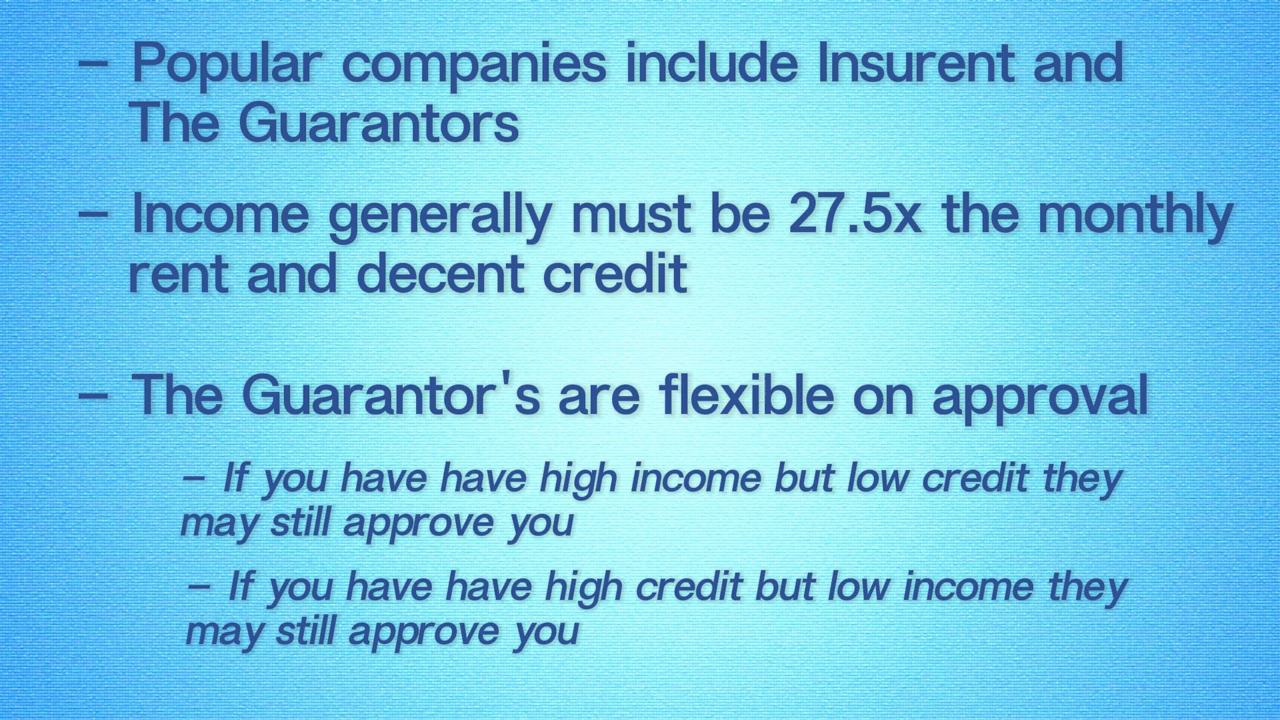 – Popular companies include Insurent and
The Guarantors
– Income generally must be 27.5x the monthly
rent and decent credit
– The Guarantor's are flexible on approval
– If you have have high income but low credit they
may still approve you
– If you have have high credit but low income they
may still approve you